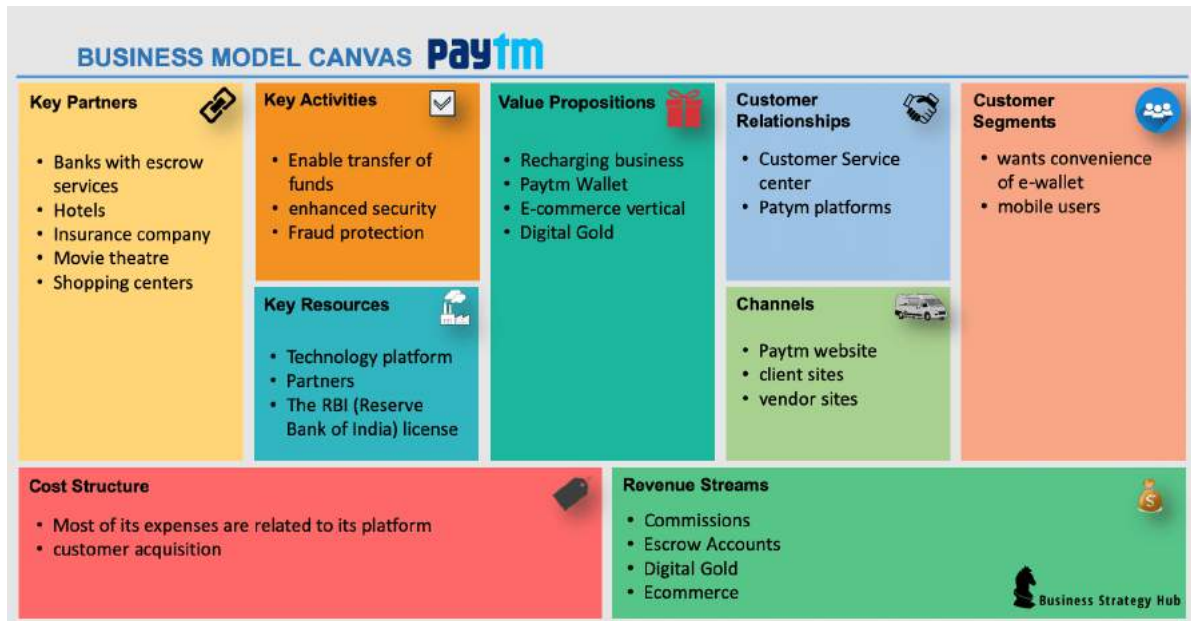 BUSINESS MODEL CANVAS paytm
Key Partners
• Banks with escrow
services
• Hotels
• Insurance company
• Movie theatre
• Shopping centers
Key Activities
• Enable transfer of
funds
• enhanced security
• Fraud protection
Key Resources
• Technology platform
• Partners
• The RBI (Reserve
Bank of India) license
Value Propositions
• Recharging business
• Paytm Wallet
• E-commerce vertical
• Digital Gold
Customer
Relationships
• Customer Service
center
• Patym platforms
Channels
• Paytm website
• client sites
• vendor sites
Customer
Segments
• wants convenience
of e-wallet
• mobile users
Cost Structure
• Most of its expenses are related to its platform
• customer acquisition
Revenue Streams
• Commissions
• Escrow Accounts
• Digital Gold
• Ecommerce
$
Business Strategy Hub